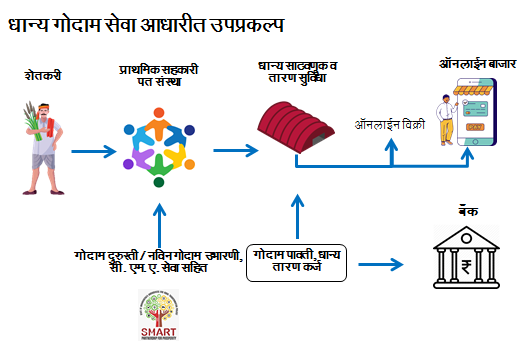 धान्य गोदाम सेवा आधारीत उपप्रकल्प
शेतकरी
प्राथमिक सहकारी
पत संस्था
धान्य साटवणुक व
तारण सुविधा
ऑनलाईन बाजार
ऑनलाईन विक्री
गोदाम दुरुस्ती / नविन गोदाम उभारणी,
सी. एम. ए. सेवा सहित
गोदाम पावती, धान्य
तारण कर्ज
बँक
SMART